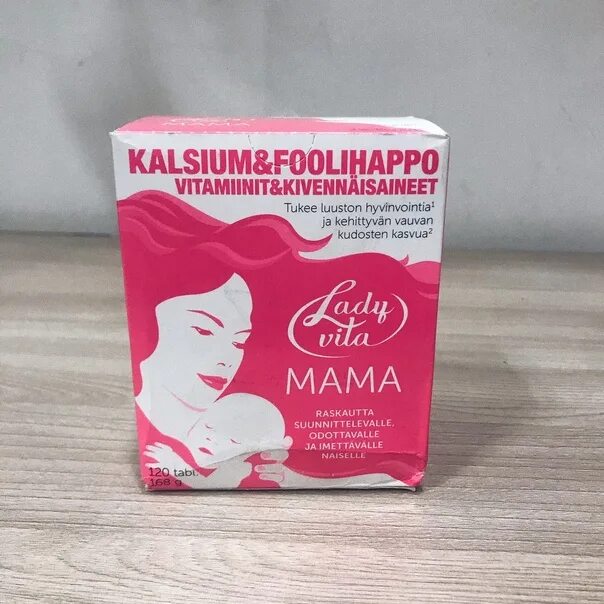 KALSIUM&FOOLIHAPPO
VITAMIINIT&KIVENNÄISAINEET
Tukee luuston hyvinvointia¹
ja kehittyvän vauvan
kudosten kasvua²
Lady
vita
MAMA
RASKAUTTA
SUUNNITTELEVALLE,
ODOTTAVALLE
JA IMETTÄVÄLLE
NAISELLE
120 tabl.
168 g